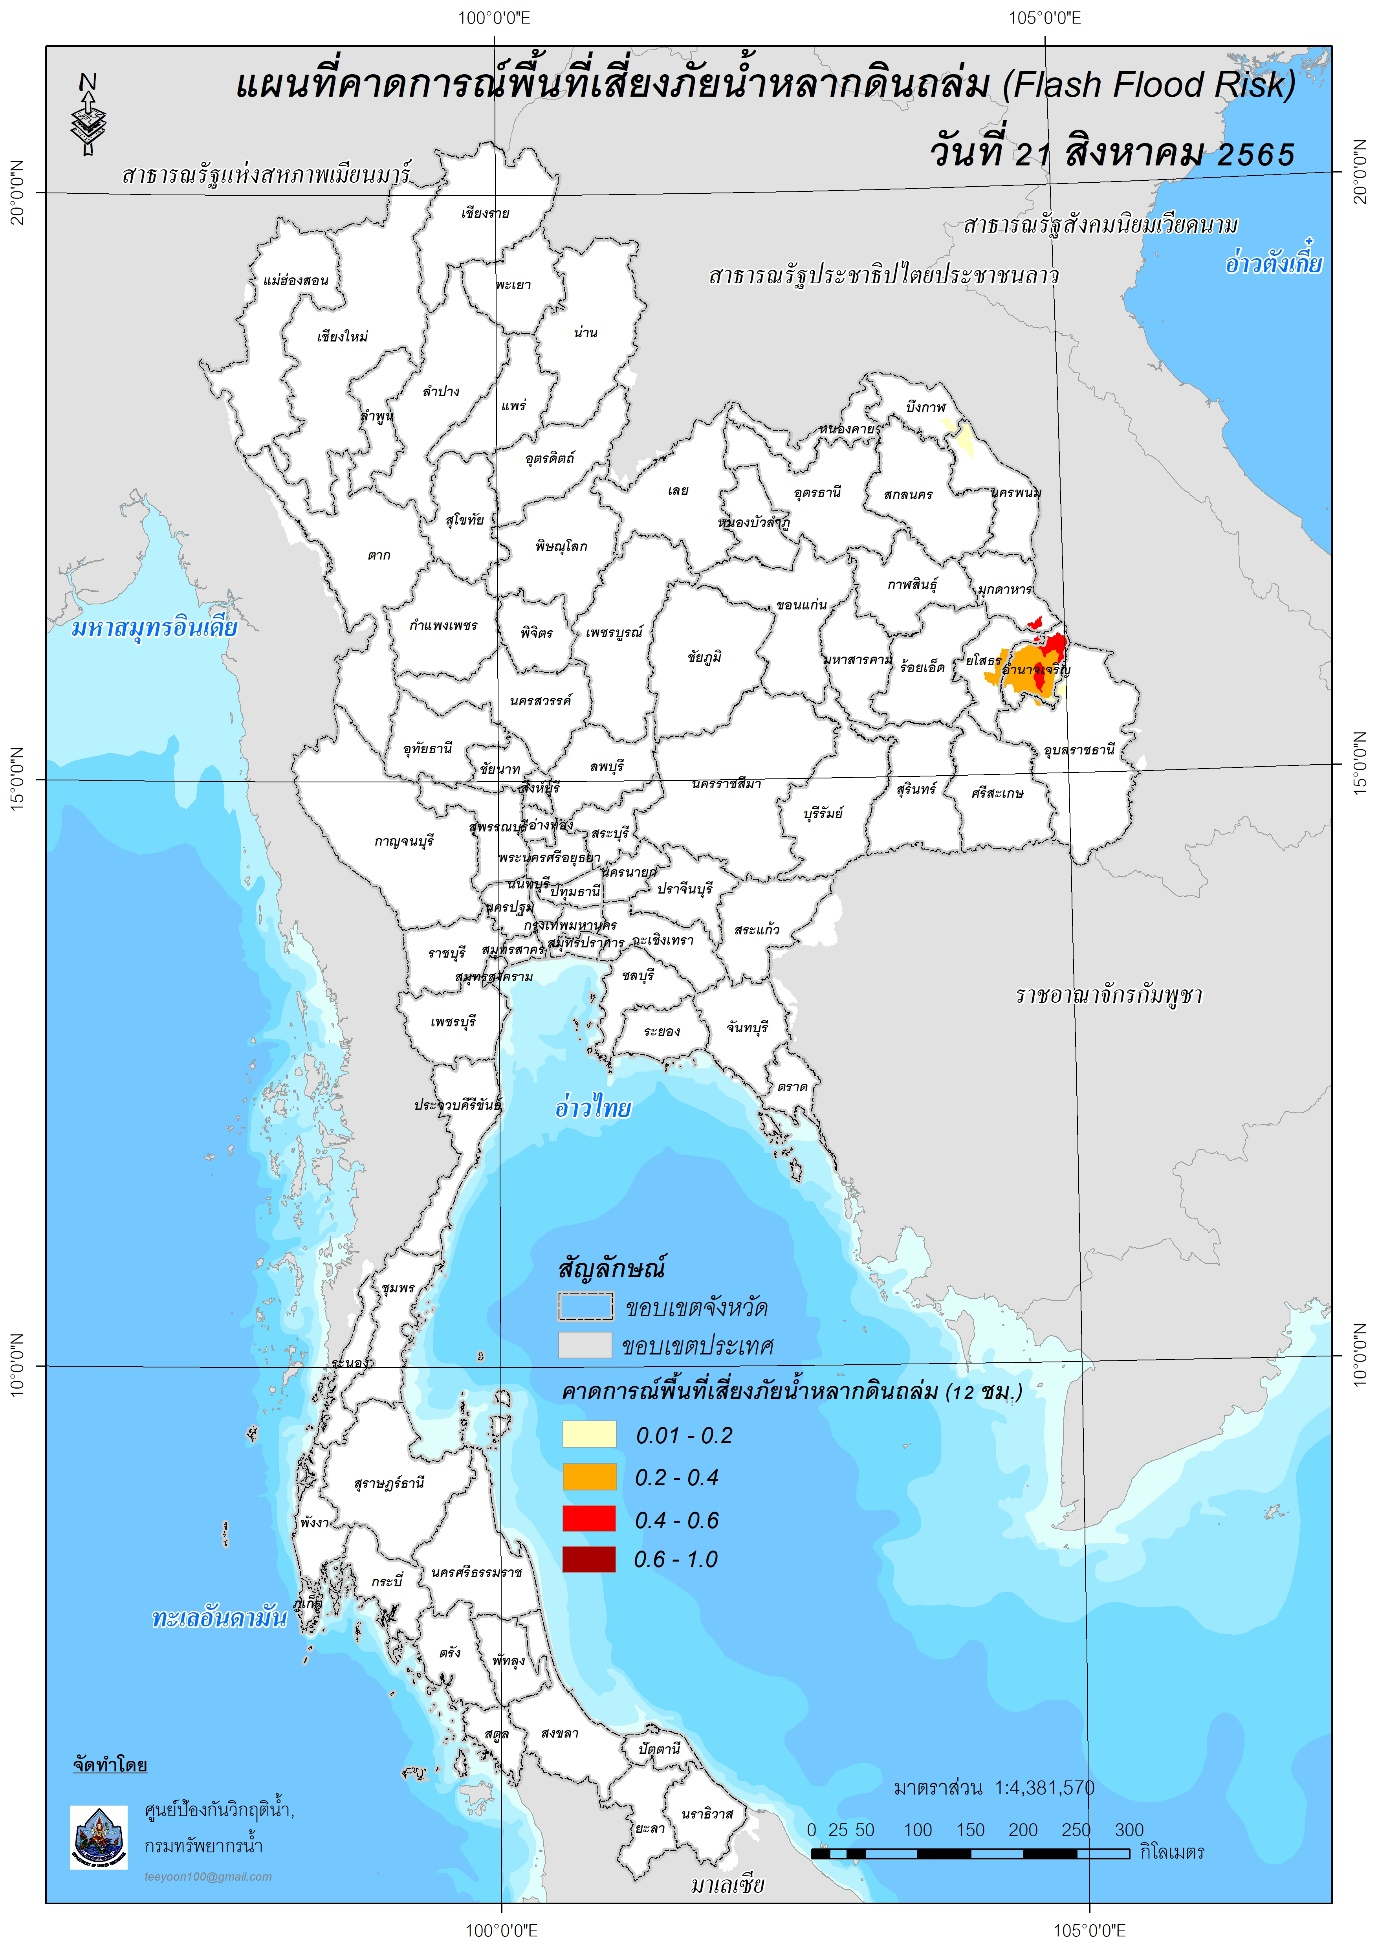 100°0'0"E
105°0'0"E
แผนที่คาดการณ์พื้นที่เสี่ยงภัยน้ำหลากดินถล่ม (Flash Flood Risk)
วันที่ 21 สิงหาคม 2565
N
20°0'0"N
20°0'0"N
สาธารณรัฐแห่งสหภาพเมียนมาร์
สาธารณรัฐสังคมนิยมเวียดนาม
สาธารณรัฐประชาธิปไตยประชาชนลาว
อ่าวตังเกี๋ย
เชียงราย
แม่ฮ่องสอน
พะเยา
เชียงใหม่
น่าน
ลำปาง
แพร่
ลำพูน
บึงกาฬ
หนองคาย
อุตรดิตถ์
เลย
อุดรธานี
สกลนคร
นครพนม
สุโขทัย
หนองบัวลำภู
ตาก
พิษณุโลก
กาฬสินธุ์
มุกดาหาร
กำแพงเพชร
พิจิตร
เพชรบูรณ์
ขอนแก่น
มหาสมุทรอินเดีย
ชัยภูมิ
มหาสารคาม
ร้อยเอ็ด
ยโสธร
อำนาจเจริญ
นครสวรรค์
อุทัยธานี
ชัยนาท
ลพบุรี
นครราชสีมา
อุบลราชธานี
15°0'0"N
15°0'0"N
สิงห์บุรี
สุรินทร์
ศรีสะเกษ
บุรีรัมย์
กาญจนบุรี
สุพรรณบุรี
อ่างทอง
สระบุรี
พระนครศรีอยุธยา
นครนายก
นนทบุรี
ปทุมธานี
ปราจีนบุรี
นครปฐม
กรุงเทพมหานคร
สระแก้ว
ราชบุรี
สมุทรสาคร
สมุทรปราการ
ฉะเชิงเทรา
สมุทรสงคราม
ชลบุรี
ราชอาณาจักรกัมพูชา
เพชรบุรี
ระยอง
จันทบุรี
ตราด
ประจวบคีรีขันธ์
อ่าวไทย
ชุมพร
ระนอง
10°0'0"N
10°0'0"N
สัญลักษณ์
ขอบเขตจังหวัด
ขอบเขตประเทศ
คาดการณ์พื้นที่เสี่ยงภัยน้ำหลากดินถล่ม (12 ชม.)
0.01 - 0.2
0.2 - 0.4
0.4 - 0.6
0.6 - 1.0
สุราษฎร์ธานี
พังงา
กระบี่
นครศรีธรรมราช
ภูเก็ต
ทะเลอันดามัน
ตรัง
พัทลุง
สตูล
สงขลา
ปัตตานี
นราธิวาส
ยะลา
มาเลเซีย
จัดทำโดย
ศูนย์ป้องกันวิกฤติน้ำ,
กรมทรัพยากรน้ำ
teeyoon100@gmail.com
มาตราส่วน 1:4,381,570
0 25 50 100 150 200 250 300
กิโลเมตร
100°0'0"E
105°0'0"E